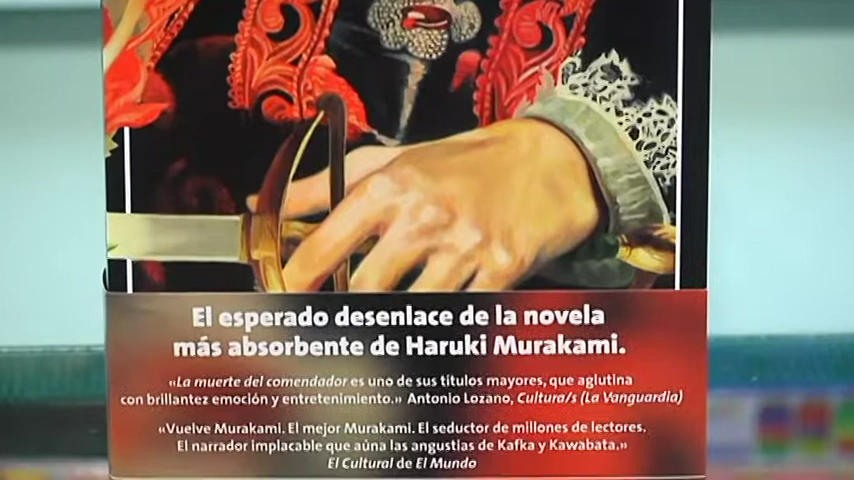 El esperado desenlace de la novela
más absorbente de Haruki Murakami.
«La muerte del comendador es uno de sus títulos mayores, que aglutina
con brillantez emoción y entretenimiento.» Antonio Lozano, Cultura/s (La Vanguardia)
«Vuelve Murakami. El mejor Murakami. El seductor de millones de lectores.
El narrador implacable que aúna las angustias de Kafka y Kawabata.»
El Cultural de El Mundo